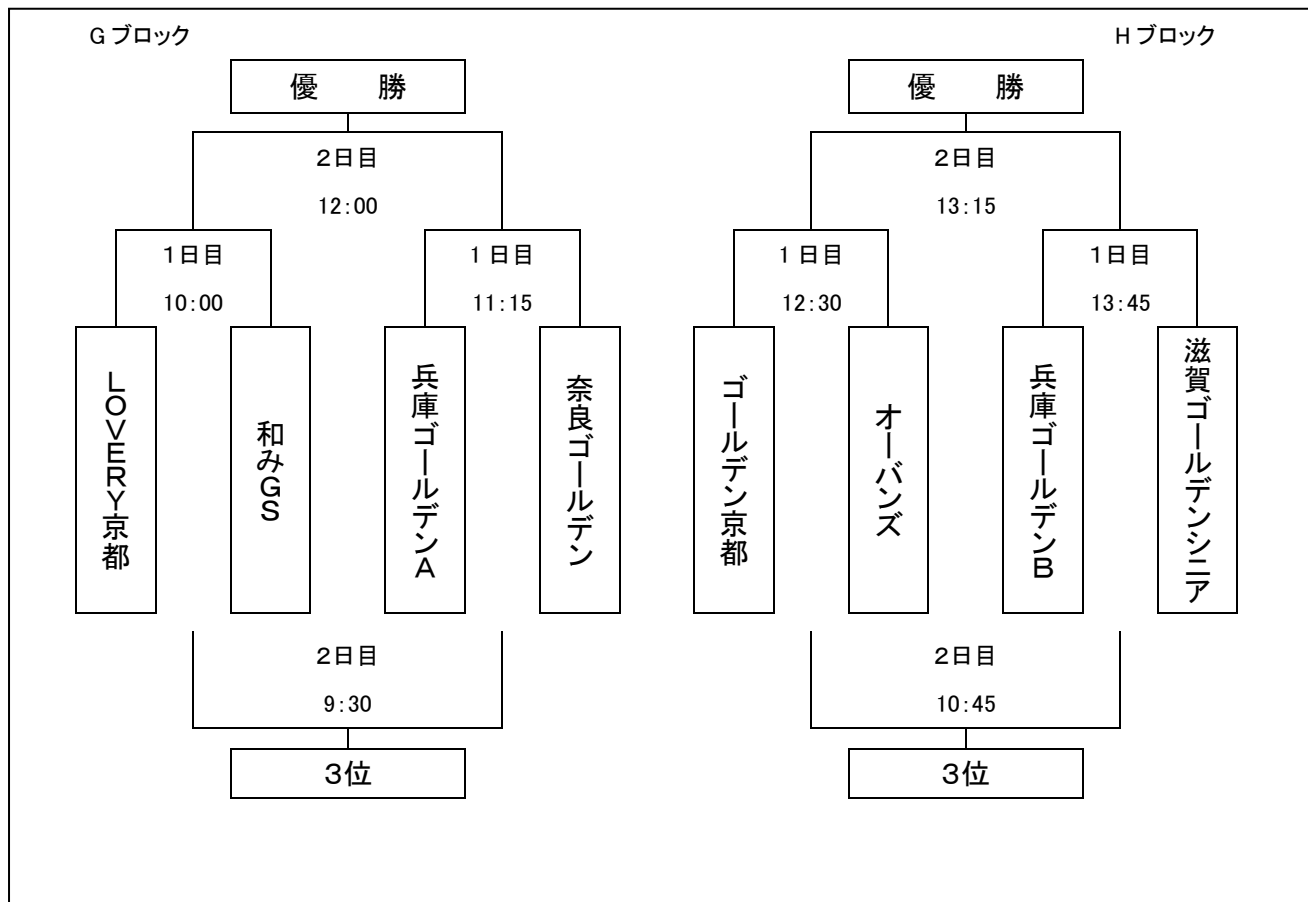 Gブロック
Hブロック
優　勝
優　勝
２日目
12:00
２日目
13:15
１日目
10:00
１日目
11:15
１日目
12:30
１日目
13:45
ＬＯＶＥＲＹ京都
和みＧＳ
兵庫ゴールデンＡ
奈良ゴールデン
ゴールデン京都
オーバンズ
兵庫ゴールデンＢ
滋賀ゴールデンシニア
２日目
9:30
２日目
10:45
３位
３位